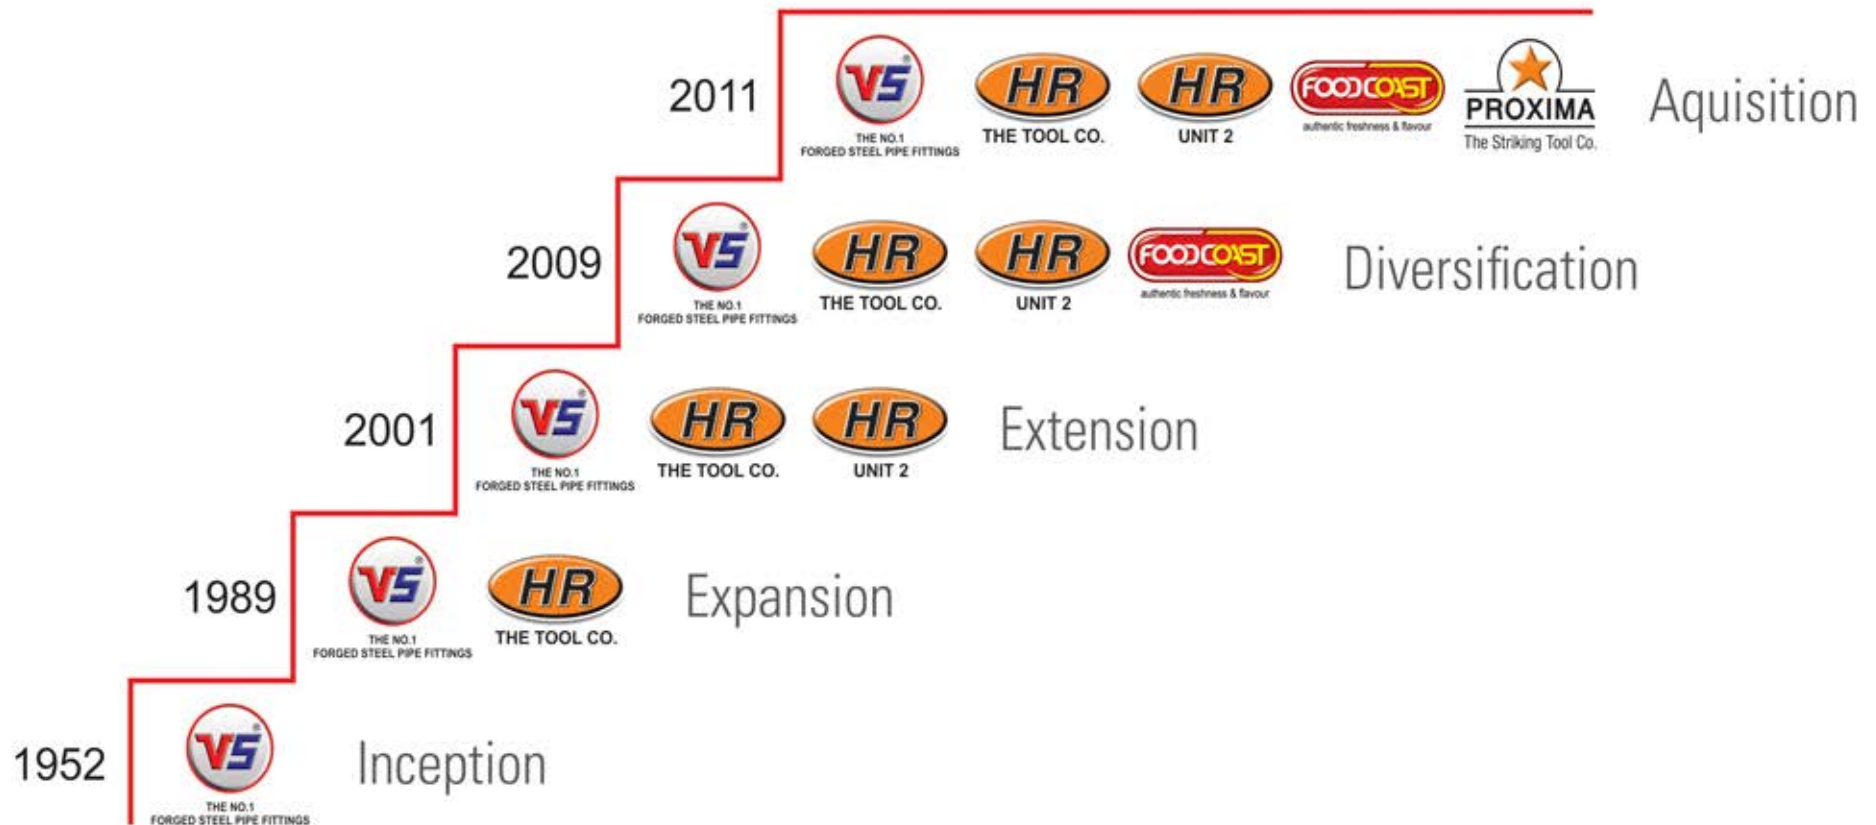 2011
VS®
THE NO.1
FORGED STEEL PIPE FITTINGS
HR
THE TOOL CO.
HR
UNIT 2
FOODCOAST
authentic freshness & flavour
PROXIMA
The Striking Tool Co.
Aquisition
2009
VS®
THE NO.1
FORGED STEEL PIPE FITTINGS
HR
THE TOOL CO.
HR
UNIT 2
FOODCOAST
authentic freshness & flavour
Diversification
2001
VS®
THE NO.1
FORGED STEEL PIPE FITTINGS
HR
THE TOOL CO.
HR
UNIT 2
Extension
1989
VS®
THE NO.1
FORGED STEEL PIPE FITTINGS
HR
THE TOOL CO.
Expansion
1952
VS®
THE NO.1
FORGED STEEL PIPE FITTINGS
Inception